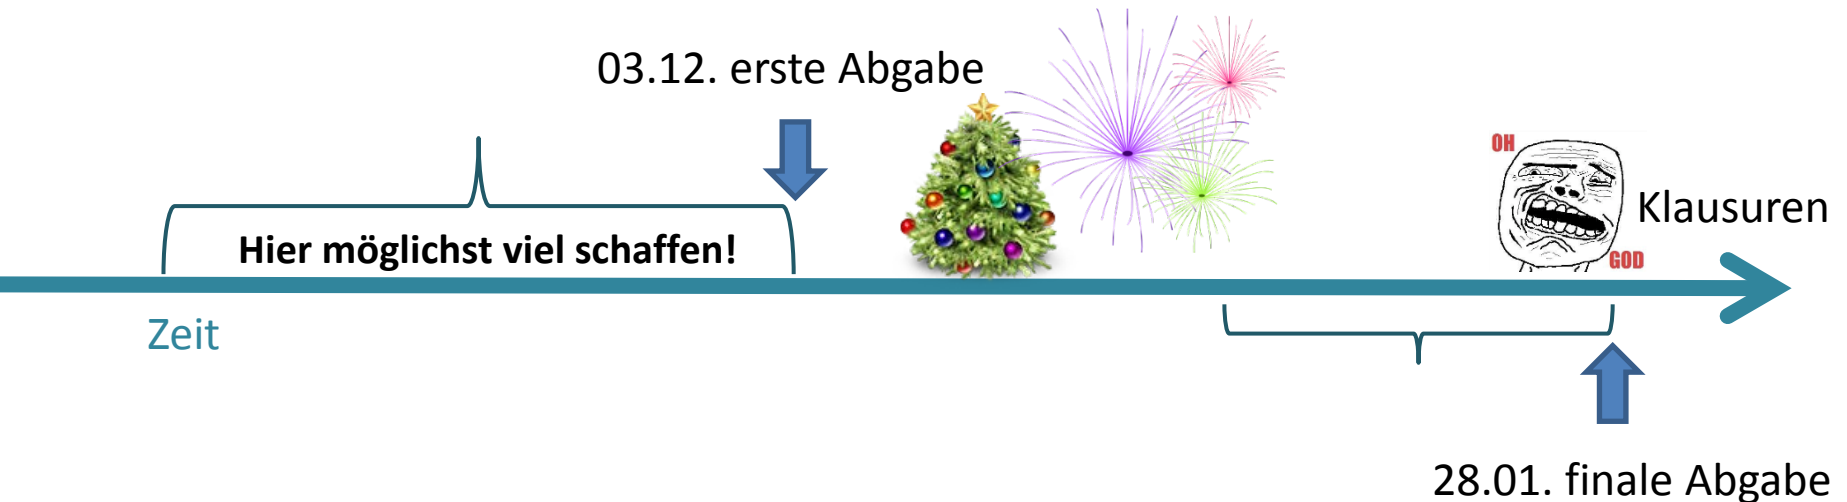 03.12. erste Abgabe
OH
GOD
Klausuren
Hier möglichst viel schaffen!
Zeit
28.01. finale Abgabe